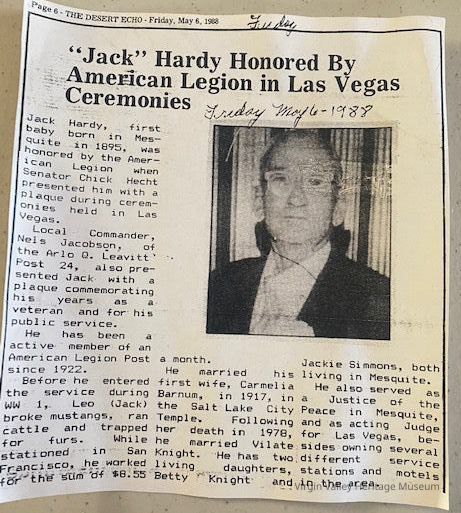 Page 6 - THE DESERT ECHO - Friday, May 6, 1988
Friday
“Jack” Hardy Honored By
American Legion in Las Vegas
Ceremonies
Friday May 6-1988
Jack Hardy, first
baby born in Mes-
quite in 1895, was
honored by the Amer-
ican Legion when
Senator Chick Hecht
presented him with a
plaque during cerem-
onies held in Las
Vegas.
Local Commander,
Nels Jacobson, of
the Arlo Q. Leavitt
Post 24, also pre-
sented Jack with a
plaque commemorating
his years as a
veteran and for his
public service.
He has been a
active member of an
American Legion Post
since 1922.
Before he entered
the service during
WW 1, Leo (Jack)
broke mustangs, ran
cattle and trapped
for furs. While
stationed in San
Francisco, he worked
for the sum of $8.55
a month.
He married his
first wife, Carmelia
Barnum, in 1917, in
the Salt Lake City
Temple. Following
her death in 1978,
he married Vilate
Knight. He has two
living daughters,
Betty Knight and
Jackie Simmons, both
living in Mesquite.
He also served as
a Justice of the
Peace in Mesquite,
and as acting Judge
for Las Vegas, be-
sides owning several
different service
stations and motels
in the area.
Virgin Valley Heritage Museum